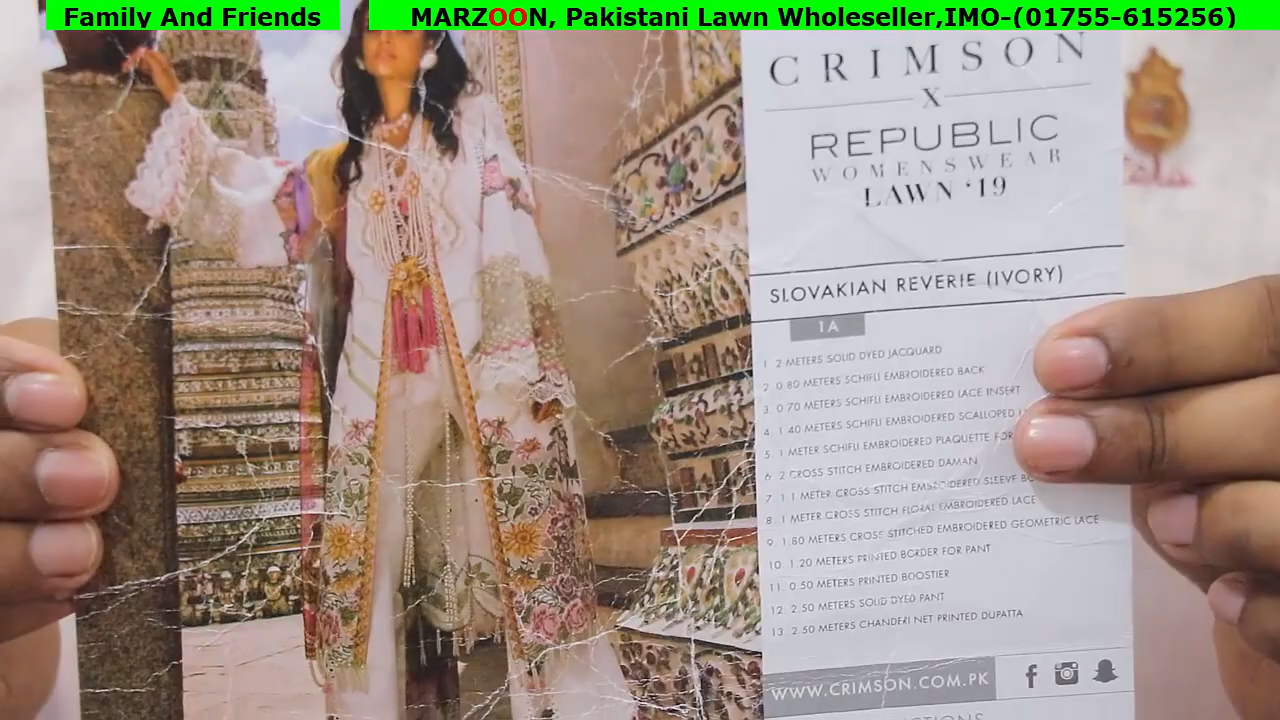 Family And Friends
MARZOON, Pakistani Lawn Wholeseller,IMO-(01755-615256)
CRIMSON
X
REPUBLIC
WOMENSWEAR
LAWN '19
SLOVAKIAN REVERIE (IVORY)
1A
1. 2 METERS SOLID DYED JACQUARD
2. 0.80 METERS SCHIFLI EMBROIDERED BACK
3. 0.70 METERS SCHIFLI EMBROIDERED LACE INSERT
4. 1.40 METERS SCHIFLI EMBROIDERED SCALLOPED
5. 1 METER SCHIFLI EMBROIDERED PLAQUETTE FOR
6. 2 CROSS STITCH EMBROIDERED DAMAN
7. 1.1 METER CROSS STITCH EMBROIDERED SLEEVE
8. 1 METER CROSS STITCH FLORAL EMBROIDERED LACE
9. 1.80 METERS CROSS STITCHED EMBROIDERED GEOMETRIC LACE
10. 1.20 METERS PRINTED BORDER FOR PANT
11. 0.50 METERS PRINTED BOOSTIER
12. 2.50 METERS SOLID DYED PANT
13. 2.50 METERS CHANDERI NET PRINTED DUPATTA
WWW.CRIMSON.COM.PK